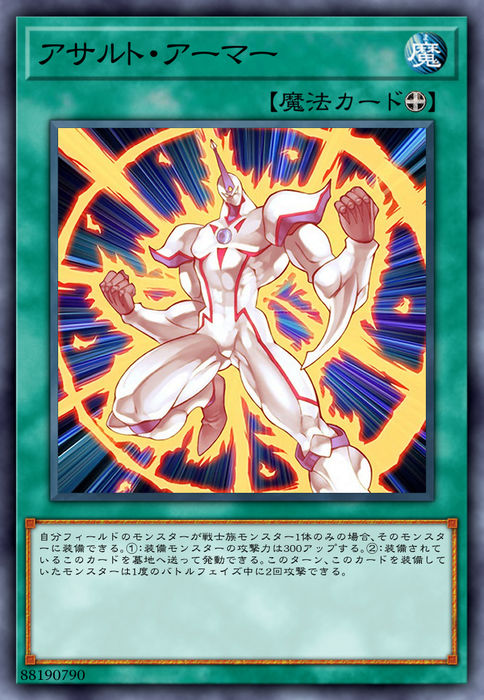 アサルト・アーマー
魔
【魔法カード】
自分フィールドのモンスターが戦士族モンスター1体のみの場合、そのモンスタ
ーに装備できる。①:装備モンスターの攻撃力は300アップする。②:装備されて
いるこのカードを墓地へ送って発動できる。このターン、このカードを装備して
いたモンスターは1度のバトルフェイズ中に2回攻撃できる。
88190790